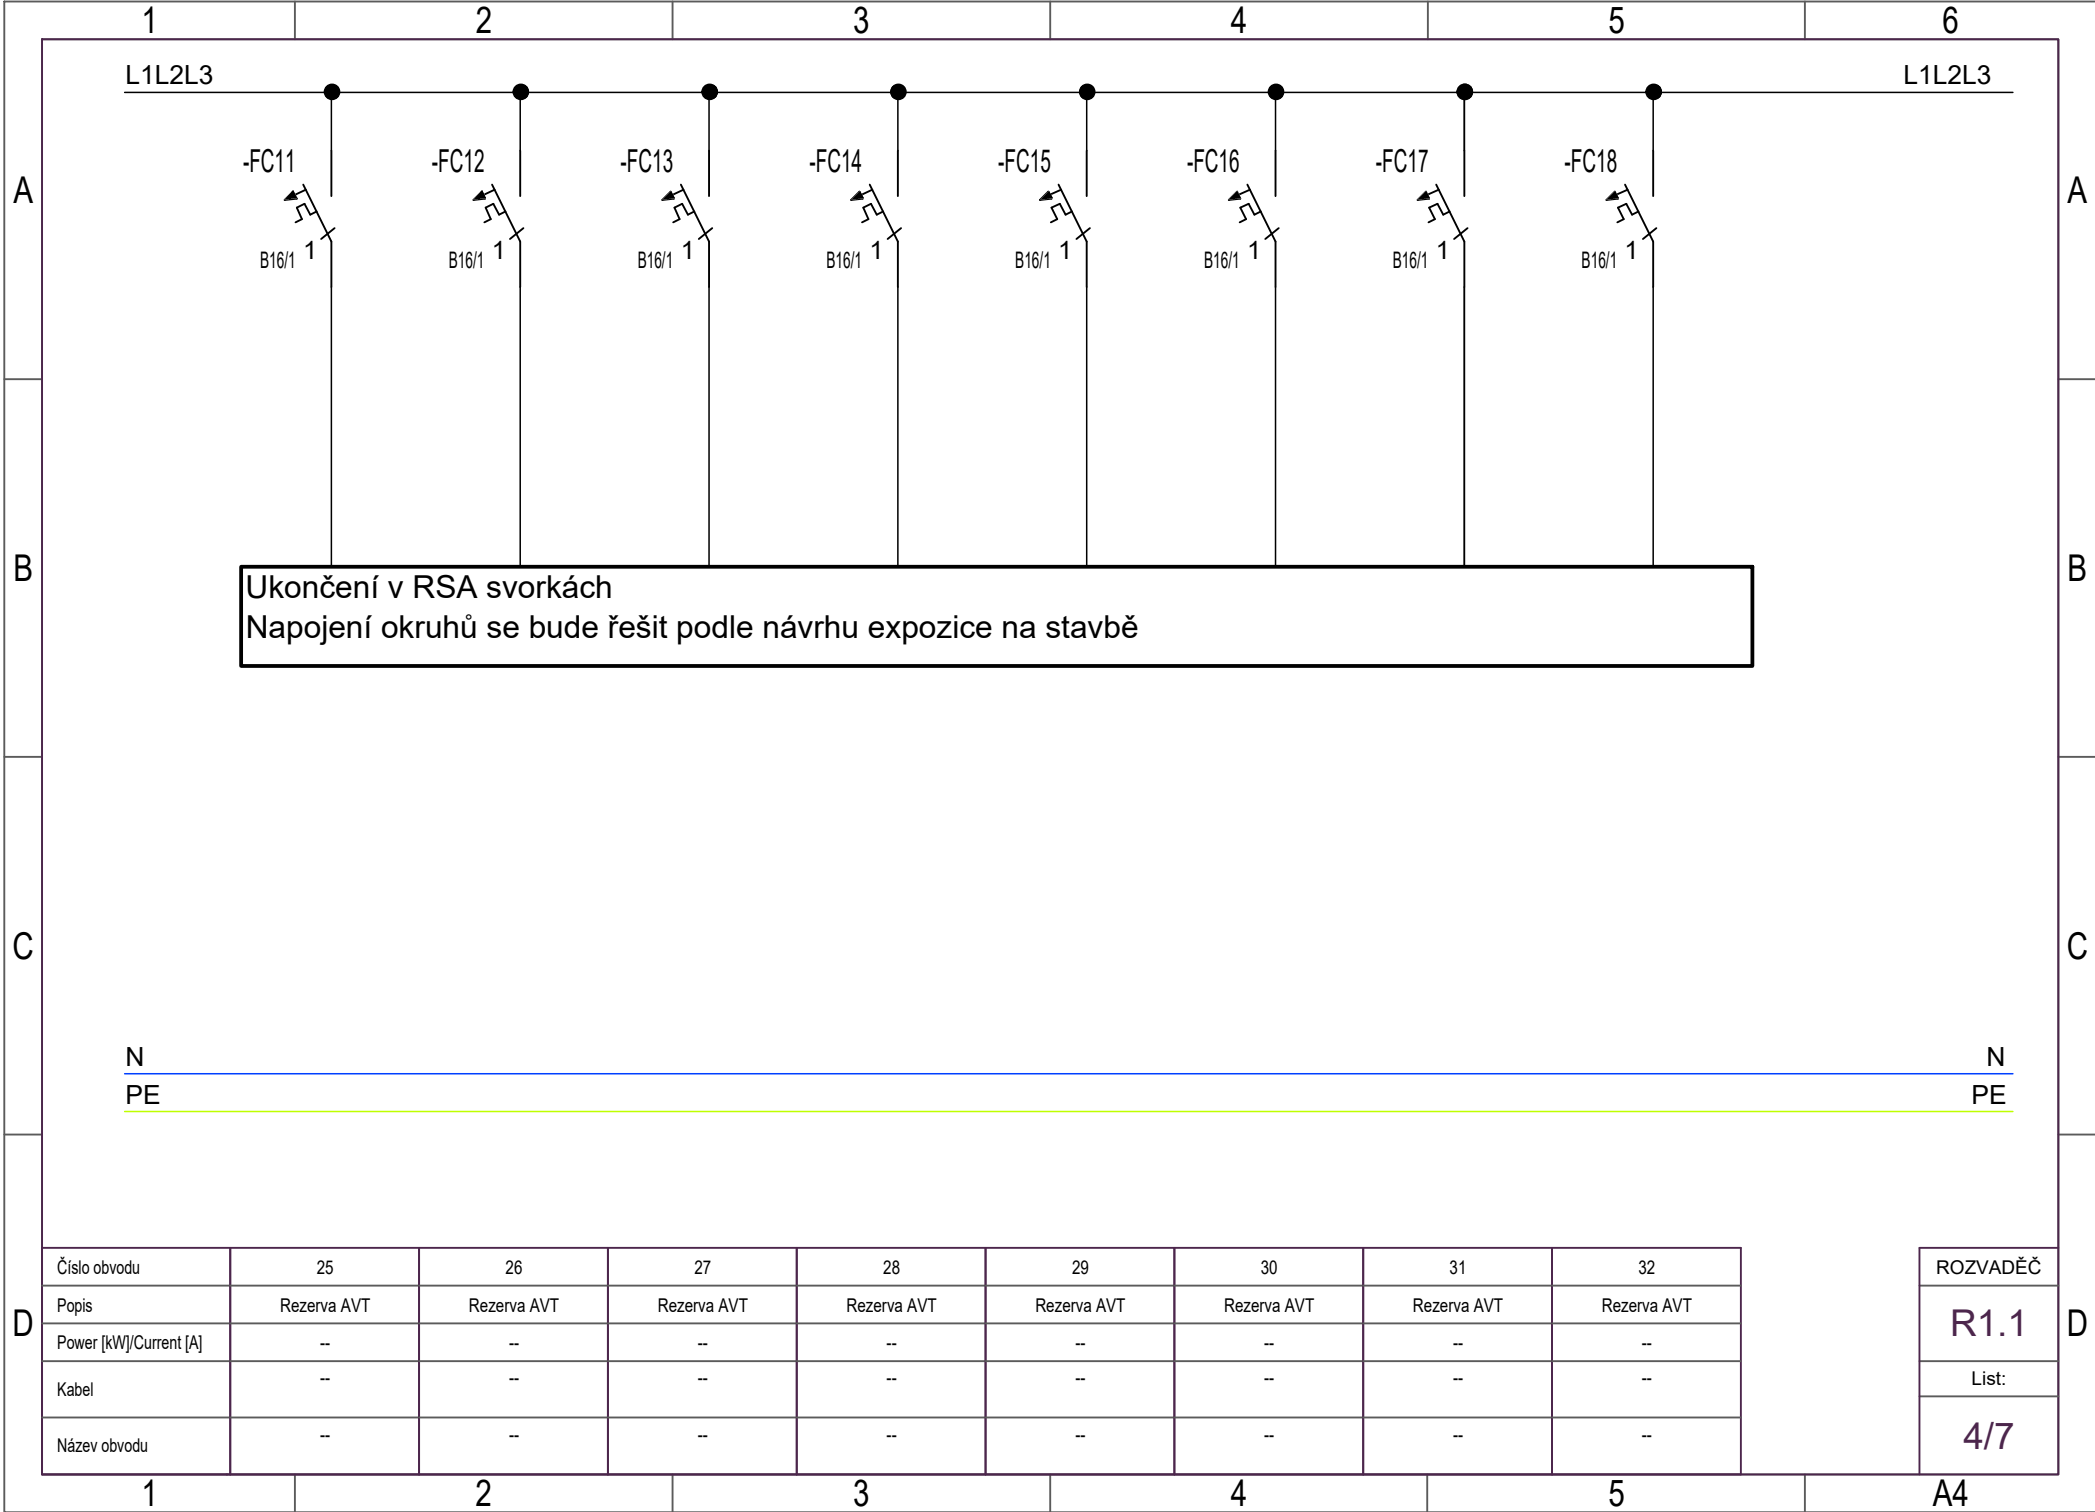 1 2 3 4 5 6
L1L2L3 L1L2L3
-FC11 -FC12 -FC13 -FC14 -FC15 -FC16 -FC17 -FC18
A A
B16/1 1 B16/1 1 B16/1 1 B16/1 1 B16/1 1 B16/1 1 B16/1 1 B16/1 1
B B
Ukončení v RSA svorkách
Napojení okruhů se bude řešit podle návrhu expozice na stavbě
C C
N N
PE PE
Číslo obvodu 25 26 27 28 29 30 31 32 ROZVADĚČ
Popis Rezerva AVT Rezerva AVT Rezerva AVT Rezerva AVT Rezerva AVT Rezerva AVT Rezerva AVT Rezerva AVT
D R1.1 D
Power [kW]/Current [A] -- -- -- -- -- -- -- --
Kabel -- -- -- -- -- -- -- -- List:
Název obvodu -- -- -- -- -- -- -- -- 4/7
1 2 3 4 5 A4